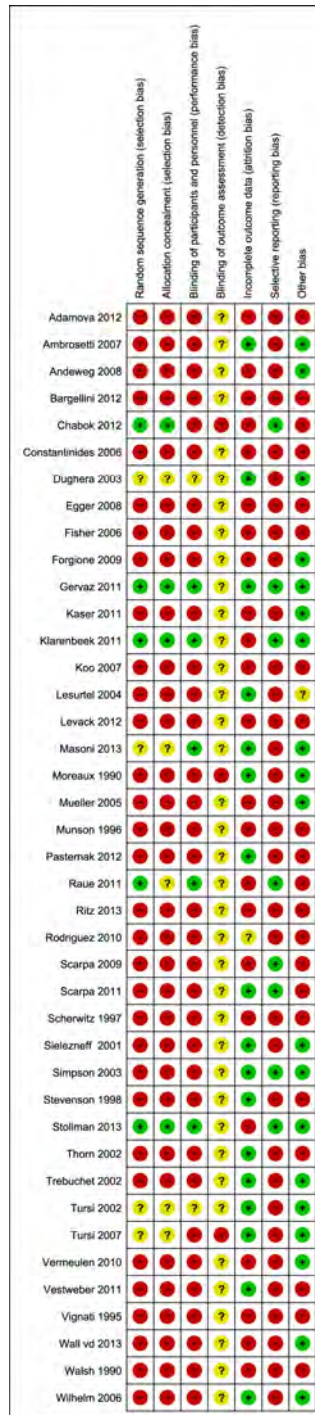 Random sequence generation (selection bias)
Allocation concealment (selection bias)
Blinding of participants and personnel (performance bias)
Blinding of outcome assessment (detection bias)
Incomplete outcome data (attrition bias)
Selective reporting (reporting bias)
Other bias
Adamova 2012 - - - ? - - -
Ambrosetti 2007 - - - ? + - +
Andeweg 2008 - - - ? - - +
Bargellini 2012 - - - ? - - -
Chabok 2012 + + - - - + -
Constantinides 2006 - - - ? - - -
Dughera 2003 ? ? ? ? + - +
Egger 2008 - - - ? - - -
Fisher 2006 - - - ? - - -
Forgione 2009 - - - ? - - +
Gervaz 2011 + + + ? + + +
Kaser 2011 - - - ? - - +
Klarenbeek 2011 + + + ? - + +
Koo 2007 - - - ? - - -
Lesurtel 2004 - - - ? + - ?
Levack 2012 - - - ? - - -
Masoni 2013 ? ? + ? + - +
Moreaux 1990 - - - - + - +
Mueller 2005 - - - ? - - +
Munson 1996 - - - ? - - -
Pasternak 2012 - - - ? + - -
Raue 2011 + ? + ? - + -
Ritz 2013 - - - ? - - -
Rodriguez 2010 - - - ? ? - -
Scarpa 2009 - - - ? - + -
Scarpa 2011 - - - ? + + -
Scherwitz 1997 - - - ? - - -
Sielezneff 2001 - - - ? + - +
Simpson 2003 - - - ? + + +
Stevenson 1998 - - - ? + - -
Stollman 2013 + + + ? - + +
Thorn 2002 - - - ? + - -
Trebuchet 2002 - - - ? + - +
Tursi 2002 ? ? ? ? + - +
Tursi 2007 ? ? - - + - +
Vermeulen 2010 - - - ? - - +
Vestweber 2011 - - - ? + - -
Vignati 1995 - - - ? - - -
Wall vd 2013 - - - ? - - +
Walsh 1990 - - - ? - - -
Wilhelm 2006 - - - ? + - +